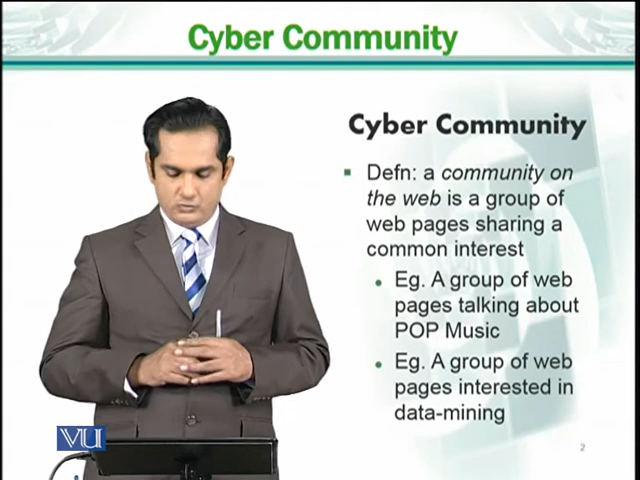 Cyber Community
Cyber Community
Defn: a community on
the web is a group of
web pages sharing a
common interest
Eg. A group of web
pages talking about
POP Music
Eg. A group of web
pages interested in
data-mining
VU
2